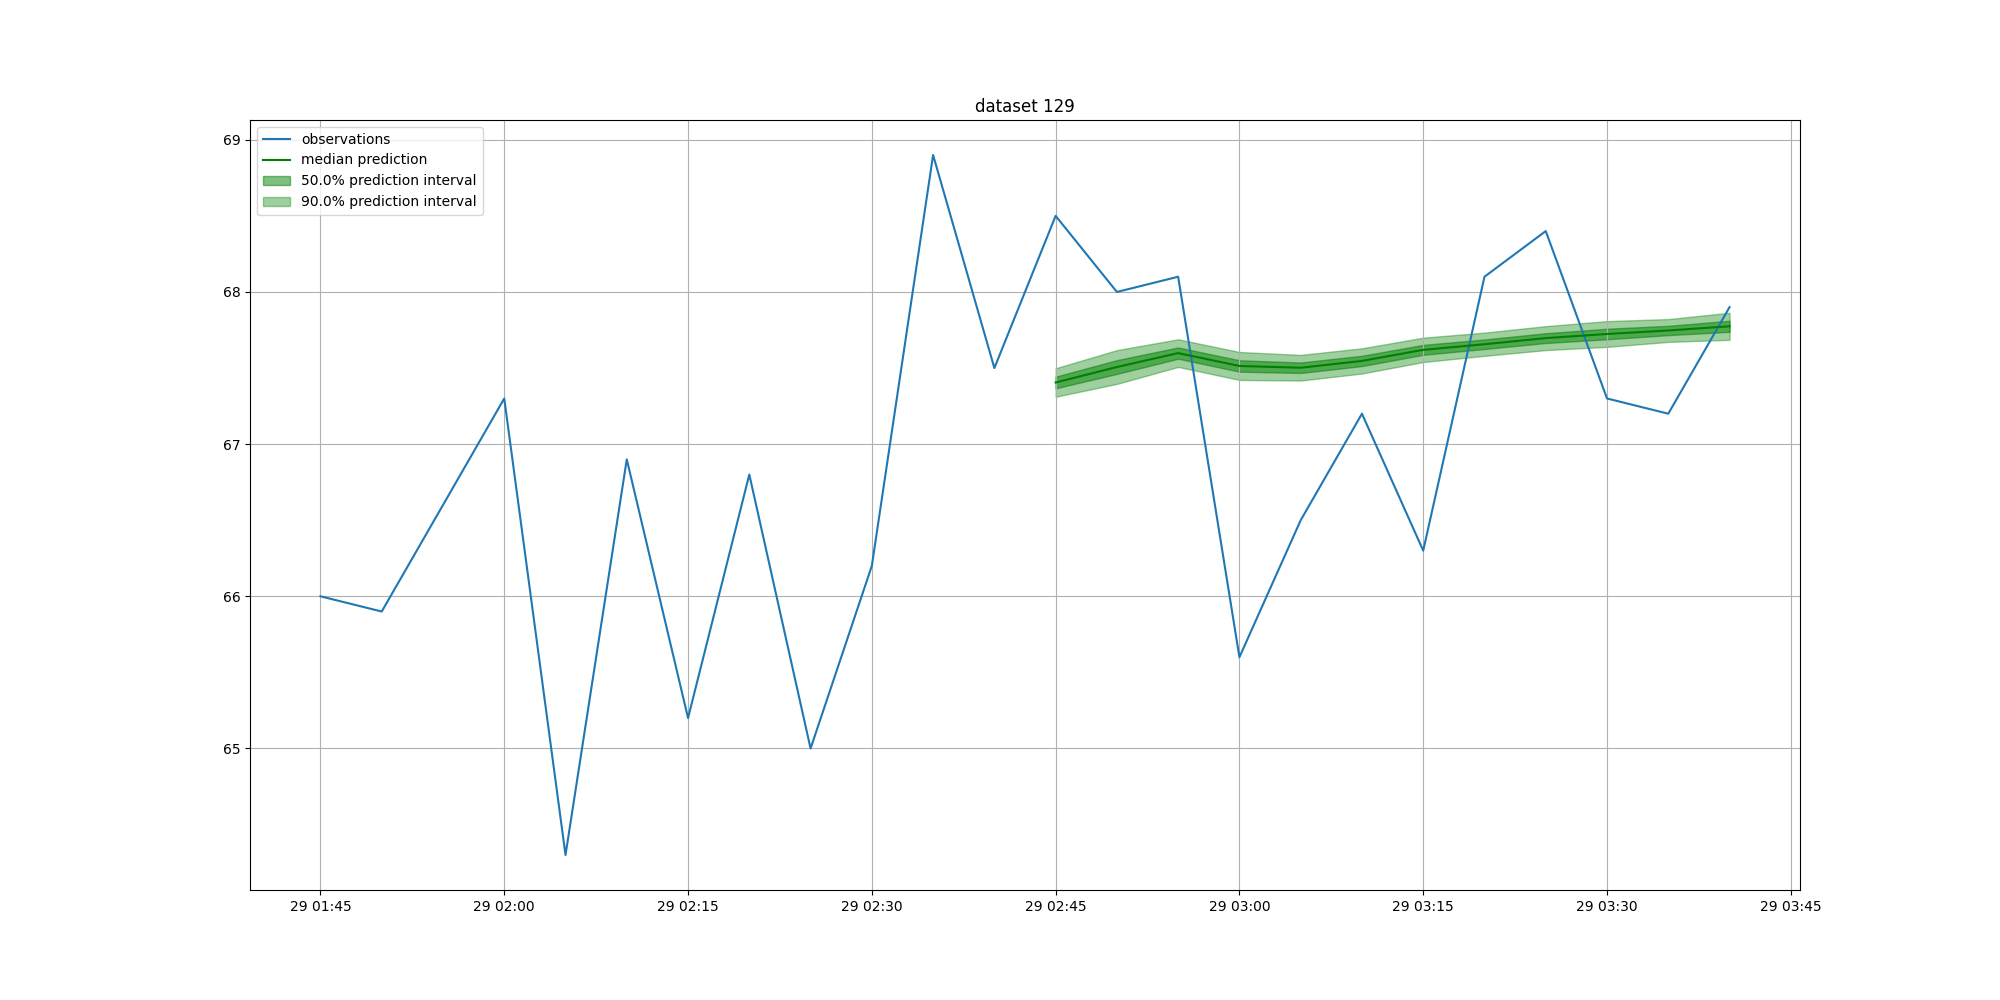 dataset 129
observations
median prediction
50.0% prediction interval
90.0% prediction interval
69
68
67
66
65
29 01:45
29 02:00
29 02:15
29 02:30
29 02:45
29 03:00
29 03:15
29 03:30
29 03:45